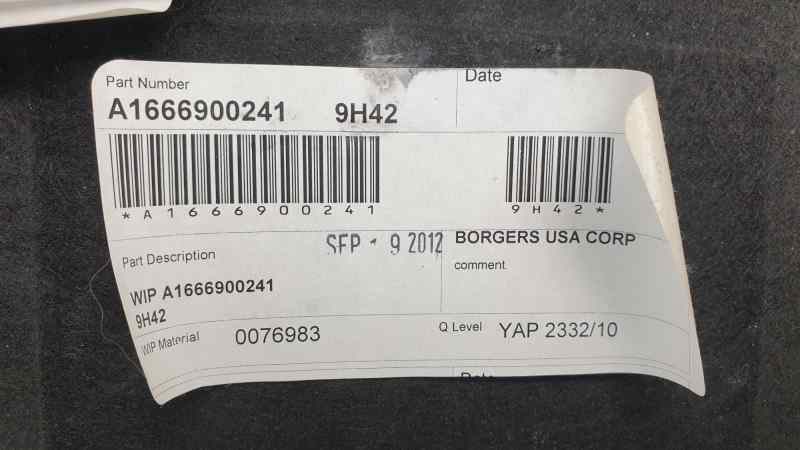 Part Number
A1666900241 9H42
Date
*A1666900241
9H42*
SEP 19 2012
BORGERS USA CORP
Part Description
comment
WIP A1666900241
9H42
WIP Material 0076983
Q Level YAP 2332/10